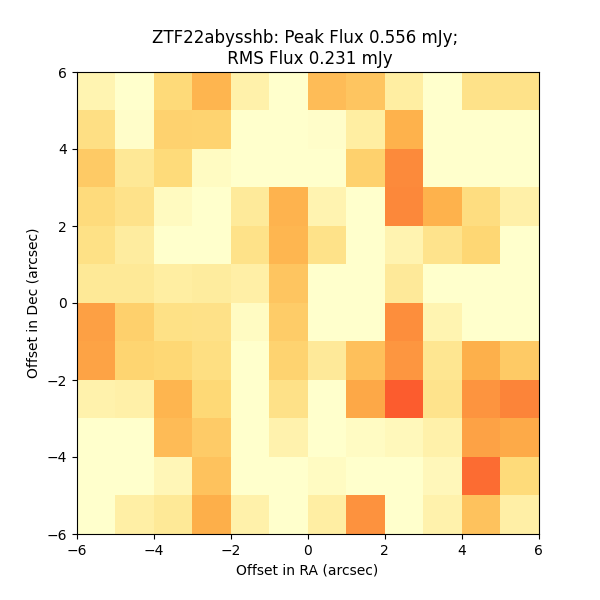 ZTF22abysshb: Peak Flux 0.556 mJy;
RMS Flux 0.231 mJy
6
4
2
0
−2
−4
−6
Offset in Dec (arcsec)
−6 −4 −2 0 2 4 6
Offset in RA (arcsec)